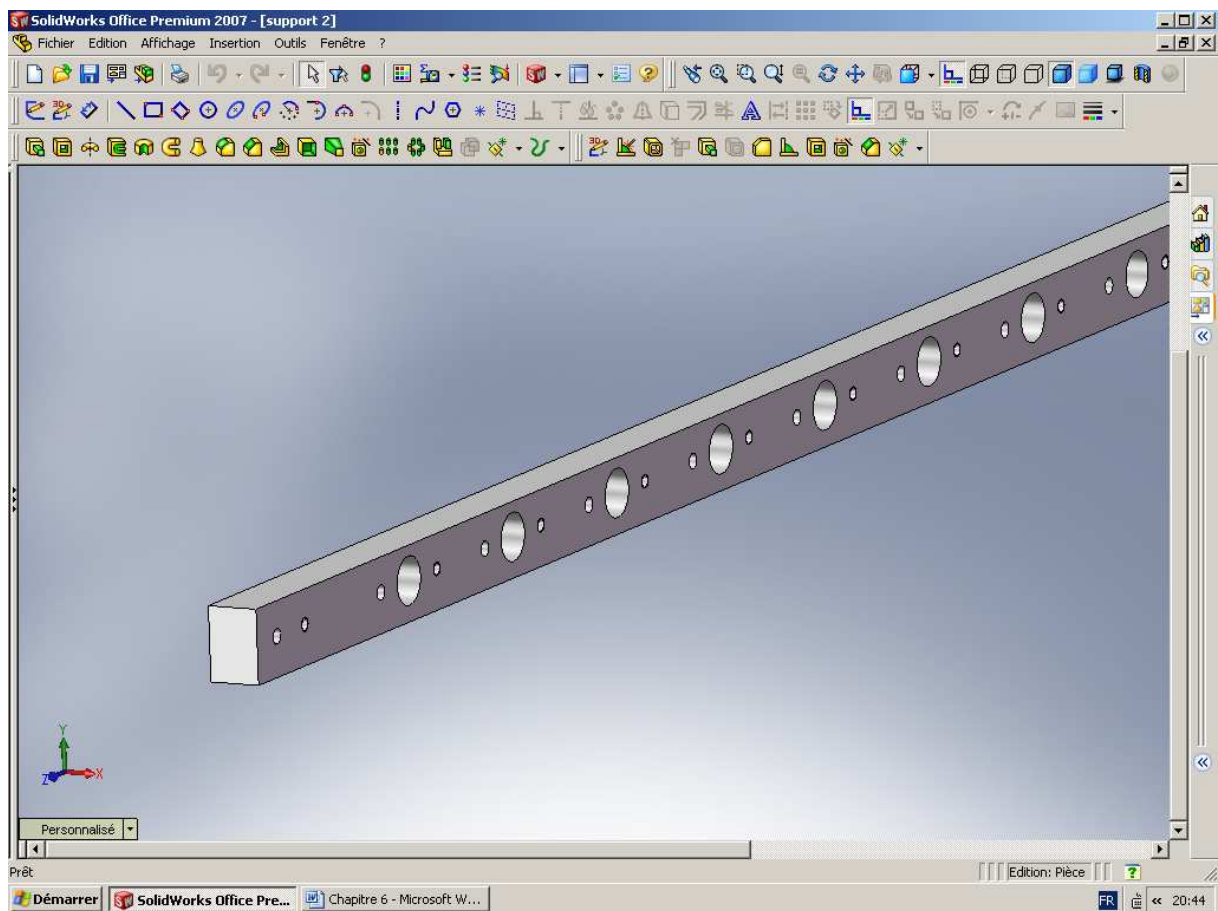 SolidWorks Office Premium 2007 - [support 2]
Fichier Edition Affichage Insertion Outils Fenêtre ?
Y
Z X
Personnalisé
Prêt Edition: Pièce ?
Démarrer SolidWorks Office Pre... Chapitre 6 - Microsoft W... FR « 20:44